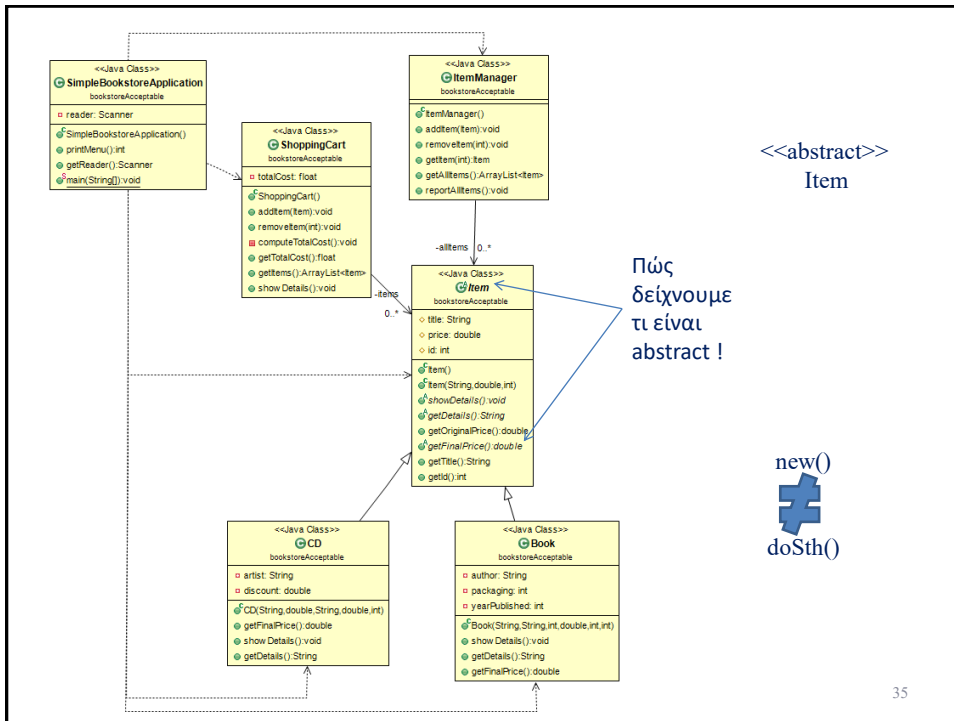 <<Java Class>>
SimpleBookstoreApplication
bookstoreAcceptable
reader: Scanner
SimpleBookstoreApplication()
printMenu():int
getReader():Scanner
main(String[]):void
<<Java Class>>
ItemManager
bookstoreAcceptable
ItemManager()
addItem(Item):void
removeItem(int):void
getItem(int):Item
getAllItems():ArrayList<Item>
reportAllItems():void
<<Java Class>>
ShoppingCart
bookstoreAcceptable
totalCost: float
ShoppingCart()
addItem(Item):void
removeItem(int):void
computeTotalCost():void
getTotalCost():float
getItems():ArrayList<Item>
showDetails():void
<<abstract>>
Item
-allItems 0..*
-items
0..*
<<Java Class>>
Item
bookstoreAcceptable
title: String
price: double
id: int
Item()
Item(String,double,int)
showDetails():void
getDetails():String
getOriginalPrice():double
getFinalPrice():double
getTitle():String
getId():int
Πώς
δείχνουμε
τι είναι
abstract !
new()
≠
doSth()
<<Java Class>>
CD
bookstoreAcceptable
artist: String
discount: double
CD(String,double,String,double,int)
getFinalPrice():double
showDetails():void
getDetails():String
<<Java Class>>
Book
bookstoreAcceptable
author: String
packaging: int
yearPublished: int
Book(String,String,int,double,int,int)
showDetails():void
getDetails():String
getFinalPrice():double
35